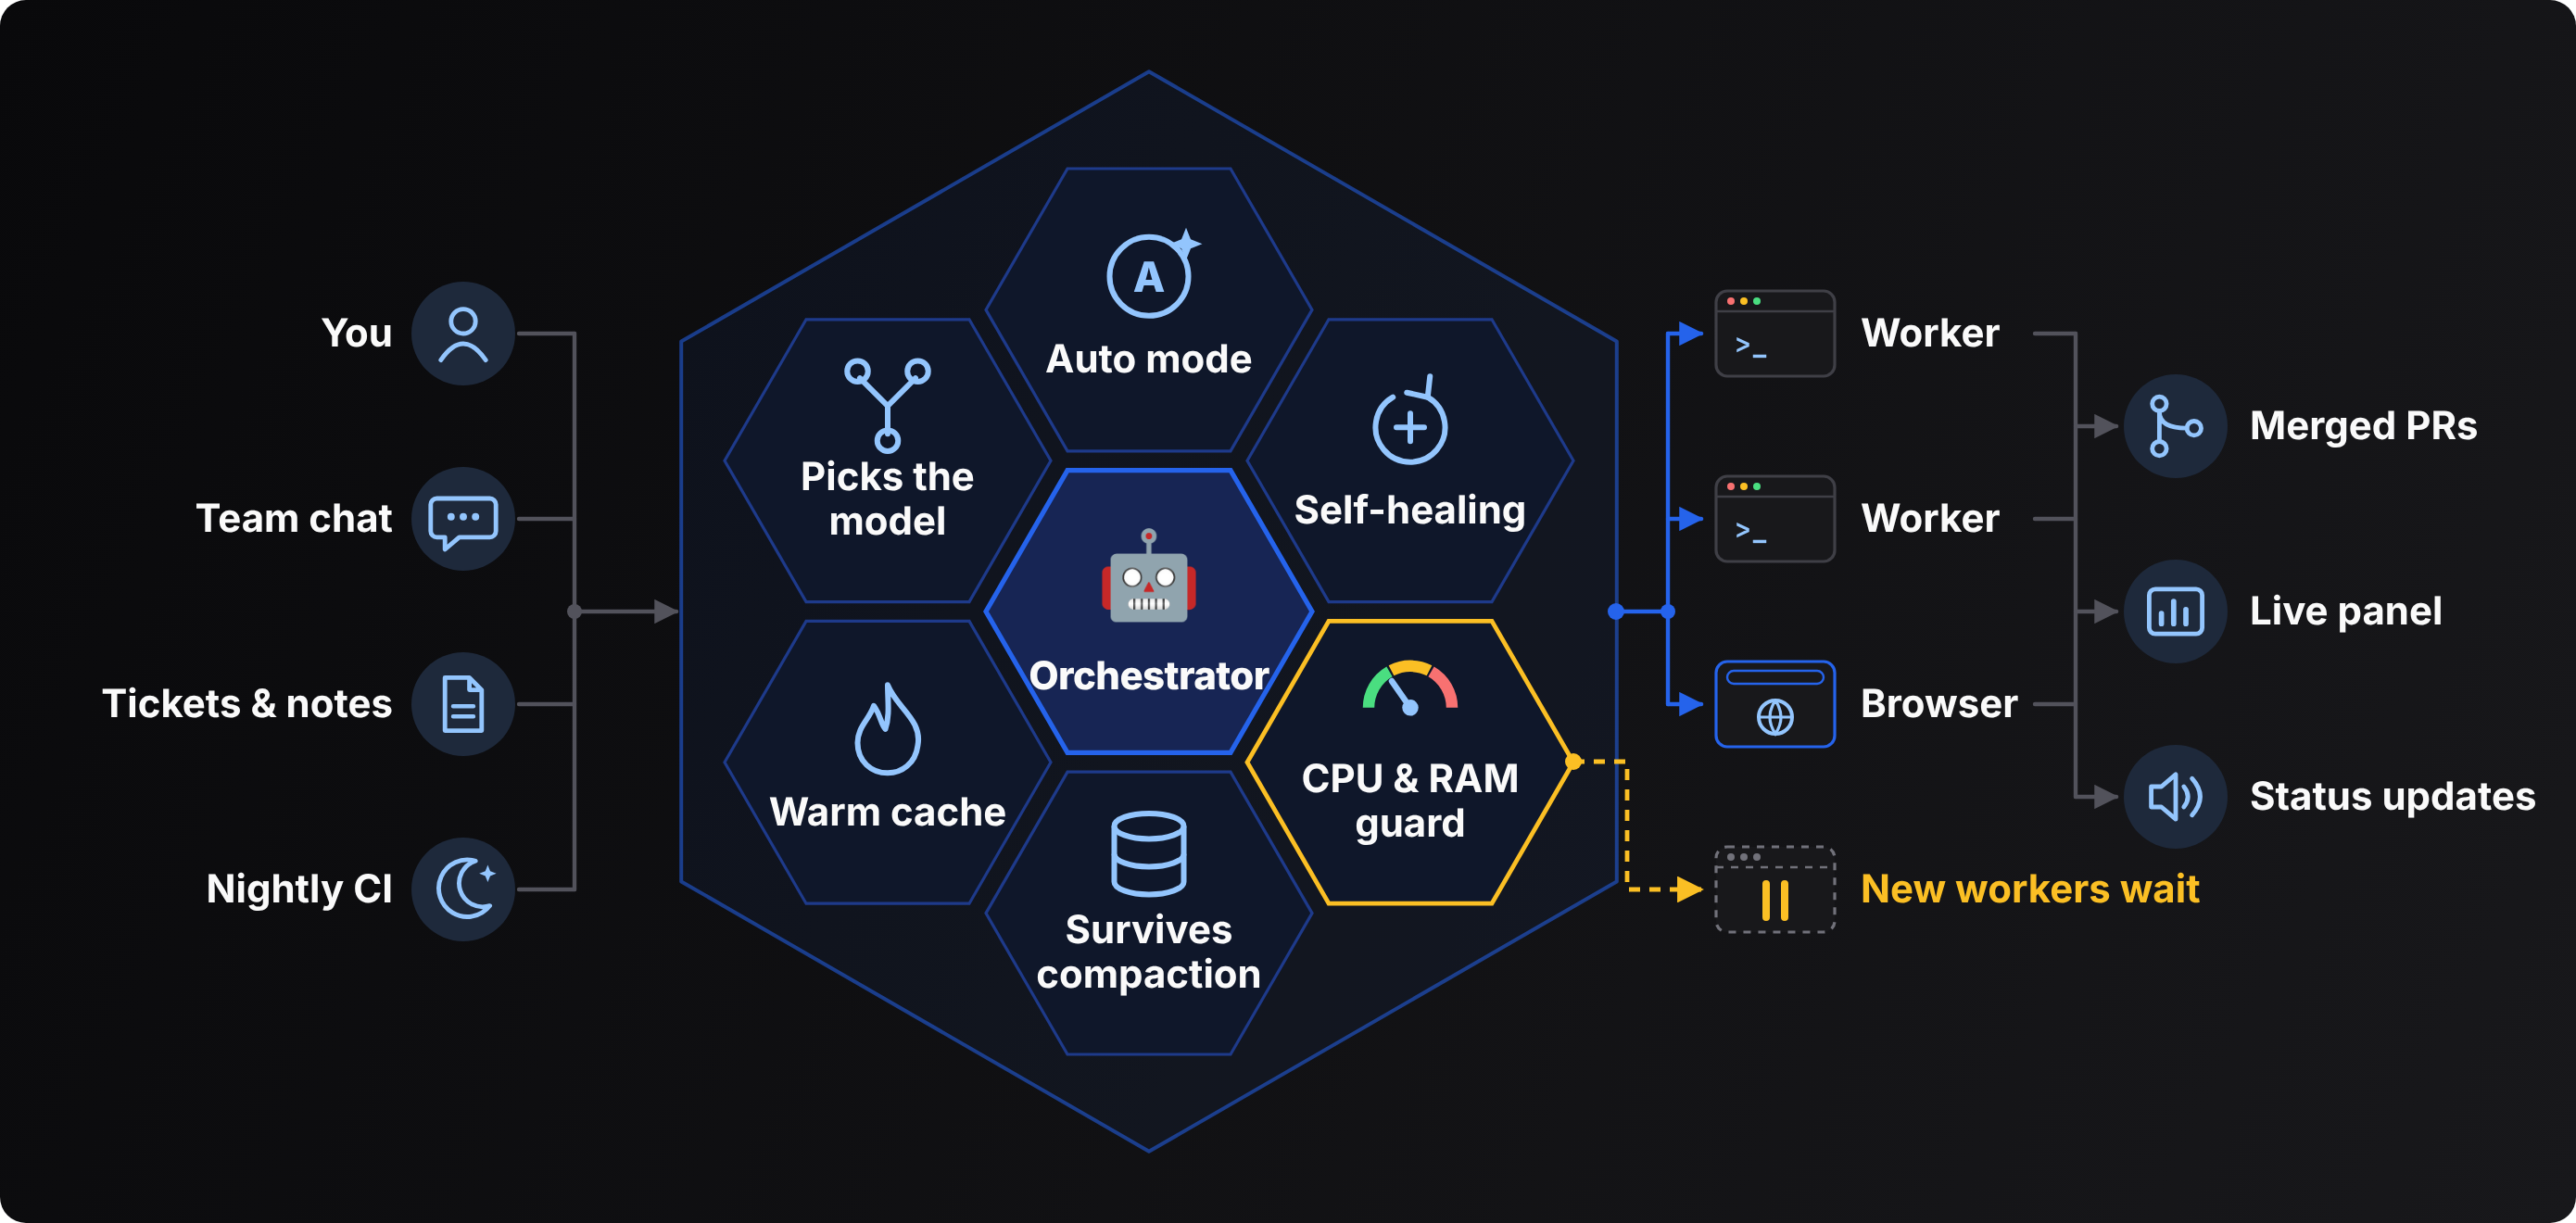 You
Team chat
Tickets & notes
Nightly CI
A
Auto mode
Picks the
model
Self-healing
Orchestrator
Warm cache
CPU & RAM
guard
Survives
compaction
>_
Worker
>_
Worker
Browser
New workers wait
Merged PRs
Live panel
Status updates